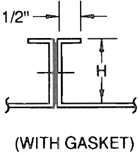 1/2"
H
(WITH GASKET)